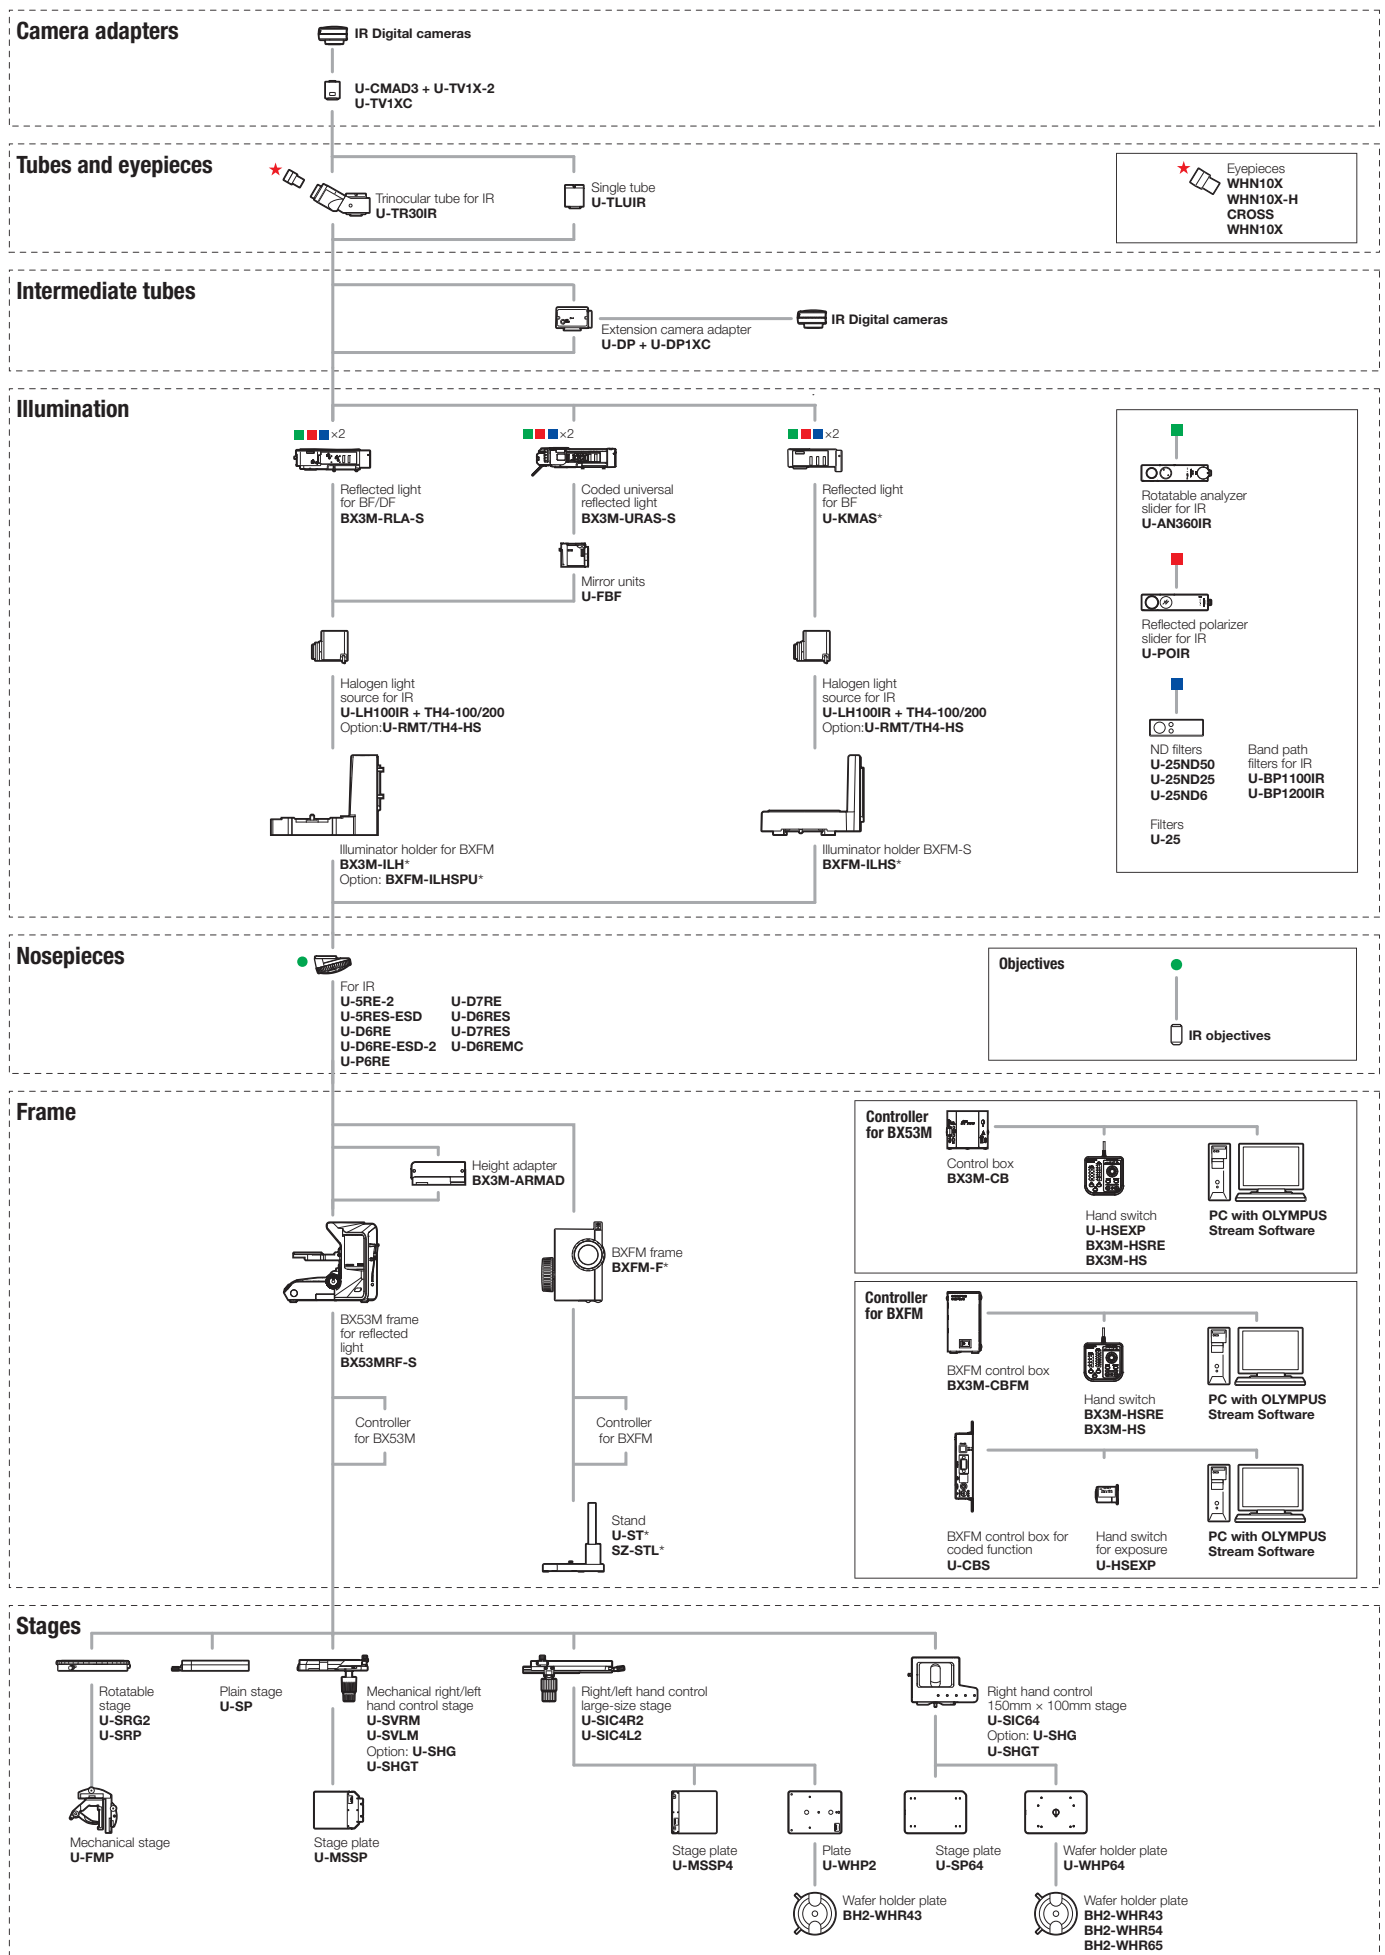 Camera adapters
IR Digital cameras
U-CMAD3 + U-TV1X-2
U-TV1XC
Tubes and eyepieces
Trinocular tube for IR
U-TR30IR
Single tube
U-TLUIR
Eyepieces
WHN10X
WHN10X-H
CROSS
WHN10X
Intermediate tubes
Extension camera adapter
U-DP + U-DP1XC
IR Digital cameras
Illumination
×2
×2
×2
Reflected light
for BF/DF
BX3M-RLA-S
Coded universal
reflected light
BX3M-URAS-S
Reflected light
for BF
U-KMAS*
Mirror units
U-FBF
Halogen light
source for IR
U-LH100IR + TH4-100/200
Option:U-RMT/TH4-HS
Halogen light
source for IR
U-LH100IR + TH4-100/200
Option:U-RMT/TH4-HS
Illuminator holder for BXFM
BX3M-ILH*
Option: BXFM-ILHSPU*
Illuminator holder BXFM-S
BXFM-ILHS*
Rotatable analyzer
slider for IR
U-AN360IR
Reflected polarizer
slider for IR
U-POIR
ND filters
U-25ND50
U-25ND25
U-25ND6
Band path
filters for IR
U-BP1100IR
U-BP1200IR
Filters
U-25
Nosepieces
For IR
U-5RE-2
U-5RES-ESD
U-D6RE
U-D6RE-ESD-2
U-P6RE
U-D7RE
U-D6RES
U-D7RES
U-D6REMC
Objectives
IR objectives
Frame
Height adapter
BX3M-ARMAD
BXFM frame
BXFM-F*
BX53M frame
for reflected
light
BX53MRF-S
Controller
for BX53M
Controller
for BXFM
Stand
U-ST*
SZ-STL*
Controller
for BX53M
Control box
BX3M-CB
Hand switch
U-HSEXP
BX3M-HSRE
BX3M-HS
PC with OLYMPUS
Stream Software
Controller
for BXFM
BXFM control box
BX3M-CBFM
Hand switch
BX3M-HSRE
BX3M-HS
PC with OLYMPUS
Stream Software
BXFM control box for
coded function
U-CBS
Hand switch
for exposure
U-HSEXP
PC with OLYMPUS
Stream Software
Stages
Rotatable
stage
U-SRG2
U-SRP
Plain stage
U-SP
Mechanical right/left
hand control stage
U-SVRM
U-SVLM
Option: U-SHG
U-SHGT
Right/left hand control
large-size stage
U-SIC4R2
U-SIC4L2
Right hand control
150mm × 100mm stage
U-SIC64
Option: U-SHG
U-SHGT
Mechanical stage
U-FMP
Stage plate
U-MSSP
Stage plate
U-MSSP4
Plate
U-WHP2
Stage plate
U-SP64
Wafer holder plate
U-WHP64
Wafer holder plate
BH2-WHR43
Wafer holder plate
BH2-WHR43
BH2-WHR54
BH2-WHR65